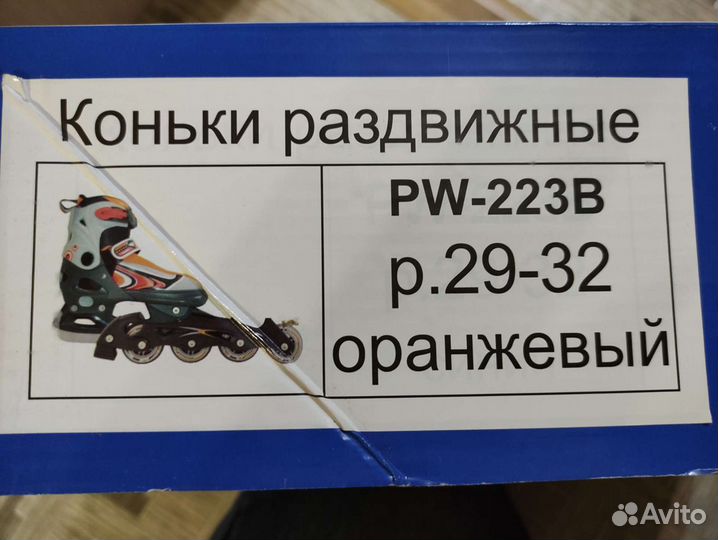 Коньки раздвижные
PW-223B
р.29-32
оранжевый
Avito